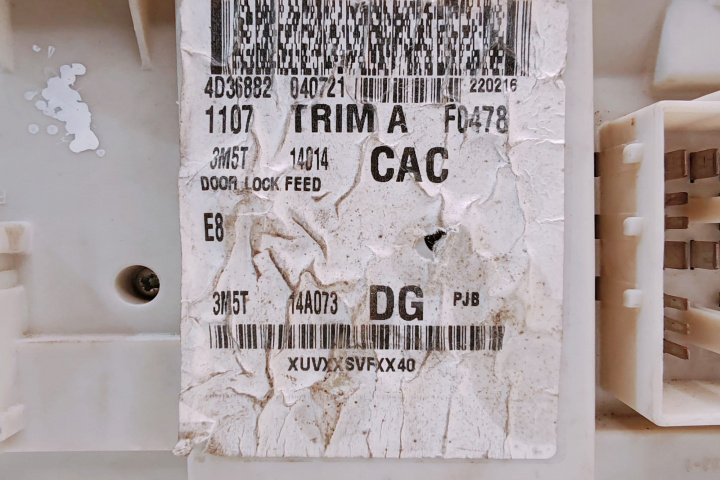 4D36882 040721 220216
1107 TRIM A F0478
3M5T 14014 CAC
DOOR LOCK FEED
E8
3M5T 14A073 DG PJB
XUVXXSVFXX40